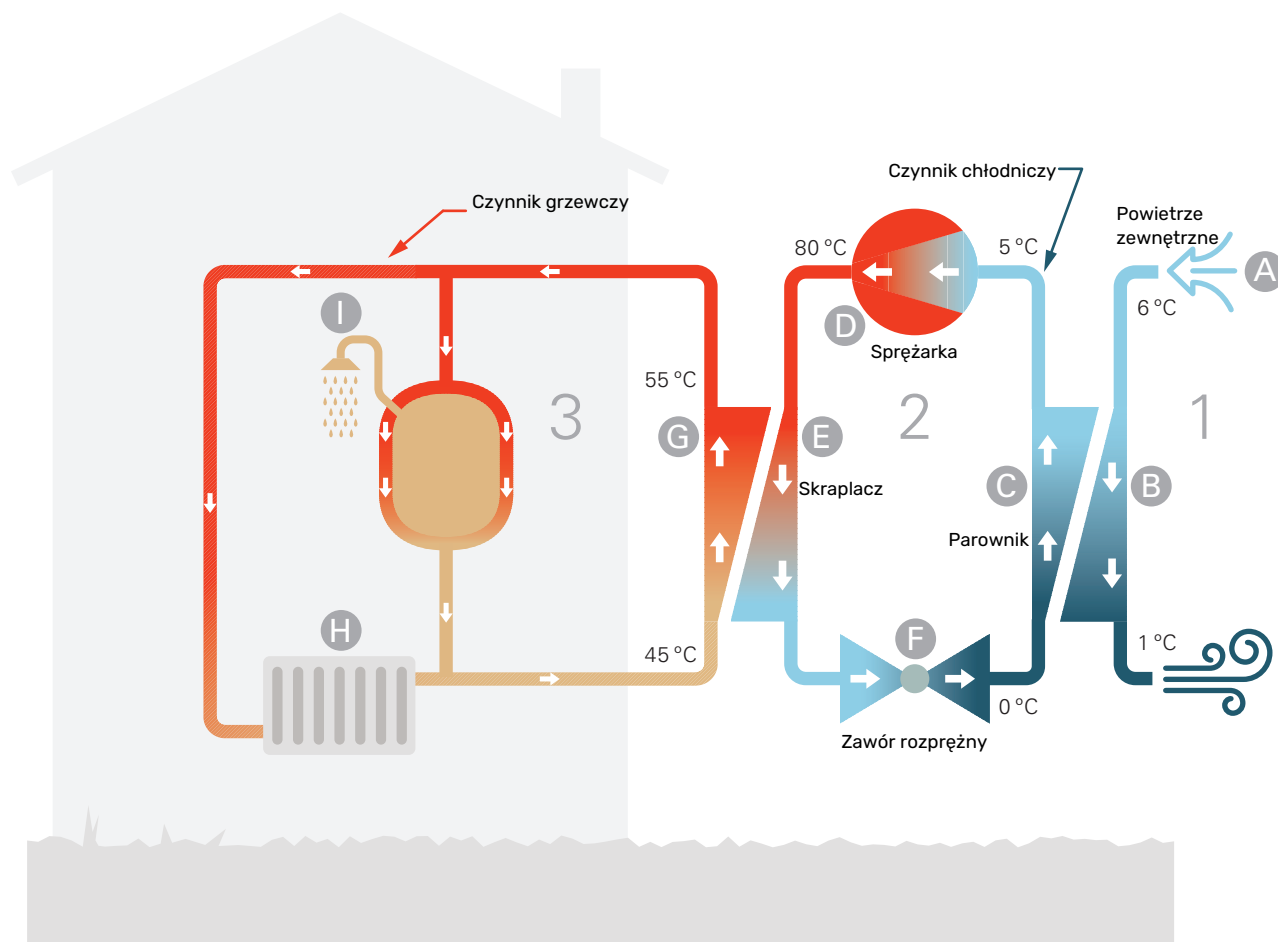 Czynnik chłodniczy
Czynnik grzewczy
Powietrze
zewnętrzne
A
80 °C
5 °C
6 °C
I
D
Sprężarka
55 °C
3
2
1
G
E
C
B
Skraplacz
Parownik
H
F
45 °C
1 °C
0 °C
Zawór rozprężny